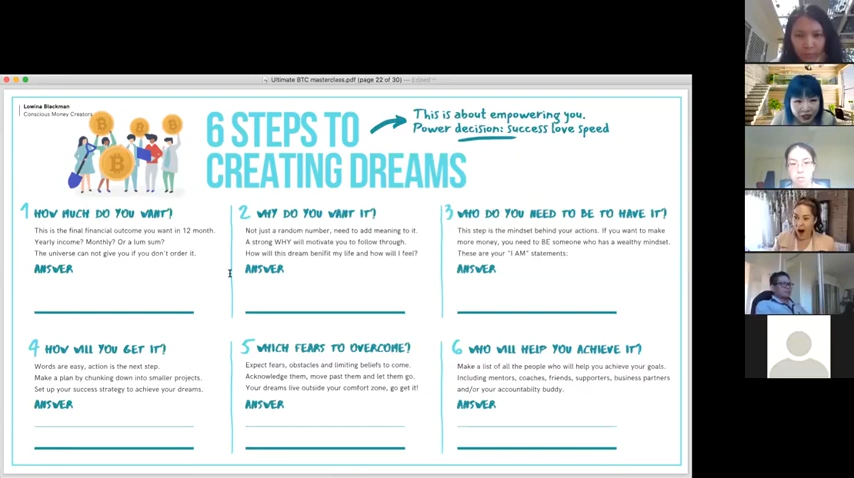 Ultimate BTC masterclass.pdf (page 22 of 30) — Edited
Lowina Blackman
Conscious Money Creators
6 STEPS TO
CREATING DREAMS
This is about empowering you.
Power decision: success love speed
1 HOW MUCH DO YOU WANT?
This is the final financial outcome you want in 12 month.
Yearly income? Monthly? Or a lum sum?
The universe can not give you if you don't order it.
ANSWER
2 WHY DO YOU WANT IT?
Not just a random number, need to add meaning to it.
A strong WHY will motivate you to follow through.
How will this dream benifit my life and how will I feel?
ANSWER
3 WHO DO YOU NEED TO BE TO HAVE IT?
This step is the mindset behind your actions. If you want to
make more money, you need to BE someone who has a wealthy mindset.
These are your "I AM" statements:
ANSWER
4 HOW WILL YOU GET IT?
Words are easy, action is the next step.
Make a plan by chunking down into smaller projects.
Set up your success strategy to achieve your dreams.
ANSWER
5 WHICH FEARS TO OVERCOME?
Expect fears, obstacles and limiting beliefs to come.
Acknowledge them, move past them and let them go.
Your dreams live outside your comfort zone, go get it!
ANSWER
6 WHO WILL HELP YOU ACHIEVE IT?
Make a list of all the people who will help you achieve your goals.
Including mentors, coaches, friends, supporters, business partners
and/or your accountabilty buddy.
ANSWER